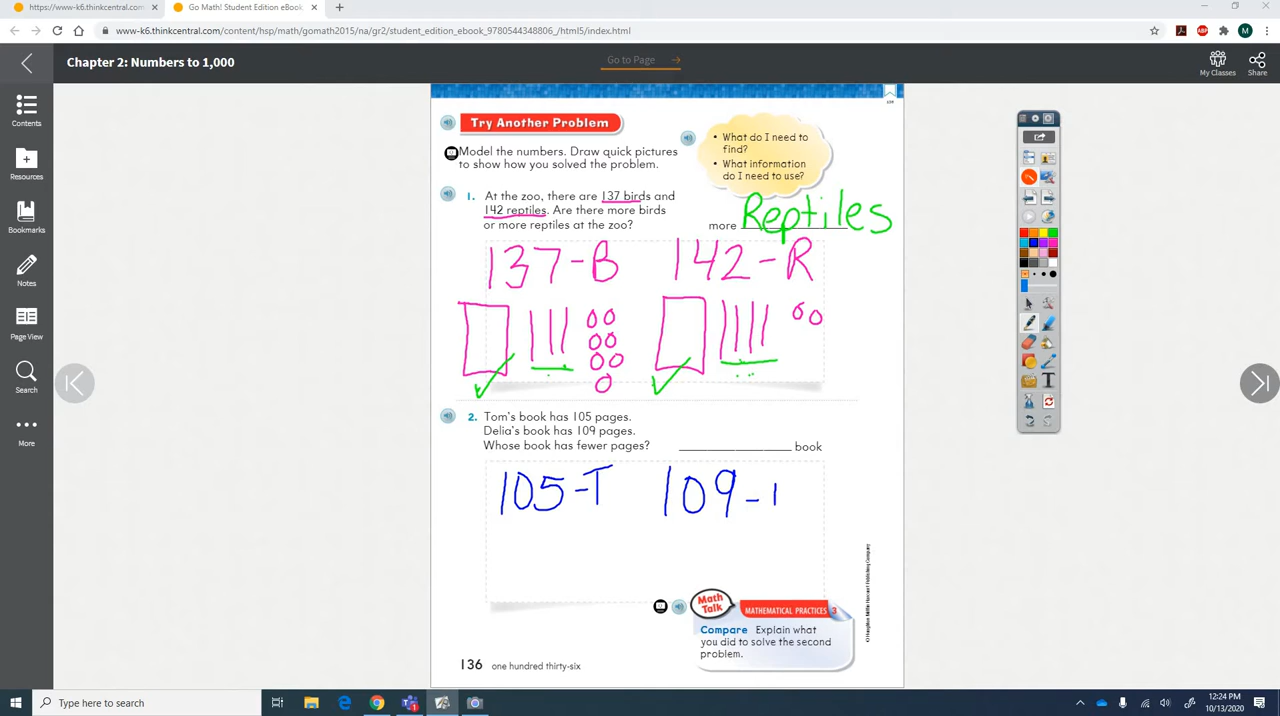 https://www-k6.thinkcentral.com/
Go Math! Student Edition eBook,
www-k6.thinkcentral.com/content/hsp/math/gomath2015/na/gr2/student_edition_ebook_9780544348806_/html5/index.html
M
Chapter 2: Numbers to 1,000
Go to Page
My Classes
Share
Contents
Resources
Bookmarks
Notes
Page View
Search
More
Try Another Problem
Model the numbers. Draw quick pictures
to show how you solved the problem.
• What do I need to
find?
• What information
do I need to use?
1. At the zoo, there are 137 birds and
142 reptiles. Are there more birds
or more reptiles at the zoo?
more Reptiles
137-B 142-R
2. Tom's book has 105 pages.
Delia's book has 109 pages.
Whose book has fewer pages? book
105-T 109-
Math
Talk
MATHEMATICAL PRACTICES 3
Compare Explain what
you did to solve the second
problem.
© Houghton Mifflin Harcourt Publishing Company
136 one hundred thirty-six
Type here to search
12:24 PM
10/13/2020